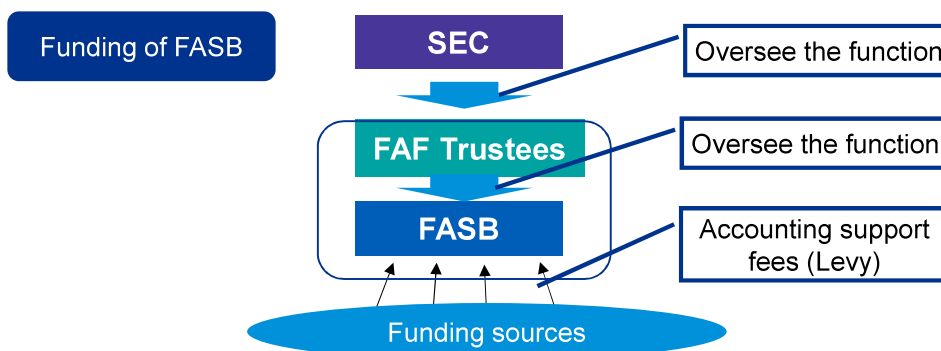 Funding of FASB
SEC
Oversee the function
FAF Trustees
Oversee the function
FASB
Accounting support
fees (Levy)
Funding sources